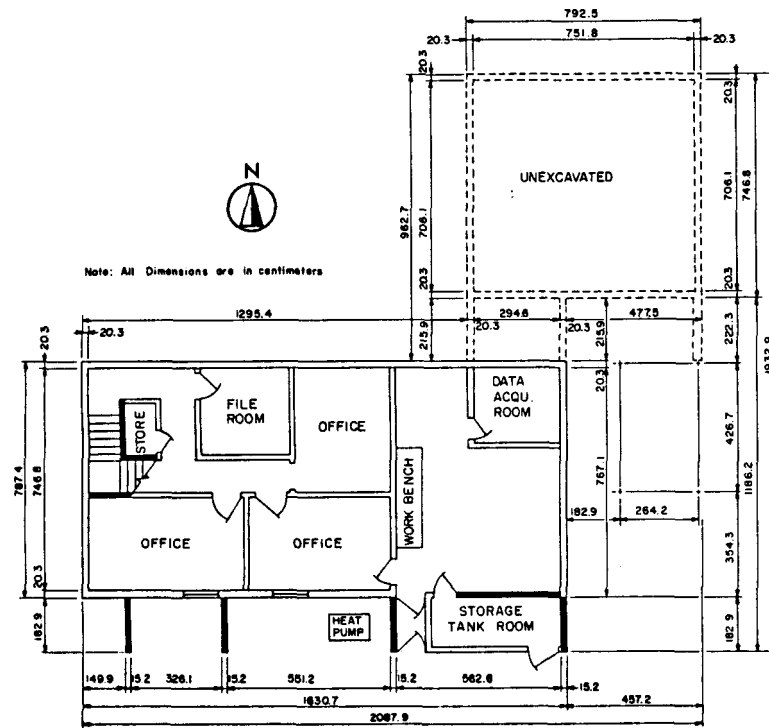 792.5
20.3
751.8
20.3
20.3
20.3
N
UNEXCAVATED
962.7
706.1
706.1
746.8
Note: All Dimensions are in centimeters
20.3
20.3
1295.4
294.6
477.5
20.3
20.3
20.3
20.3
215.9
215.9
222.3
1932.9
20.3
DATA
ACQU.
ROOM
FILE
ROOM
STORE
OFFICE
426.7
787.4
746.8
WORK BENCH
767.1
1186.2
182.9
264.2
OFFICE
OFFICE
354.3
20.3
STORAGE
TANK ROOM
HEAT
PUMP
182.9
182.9
149.9
15.2
326.1
15.2
551.2
15.2
562.6
15.2
1630.7
457.2
2087.9